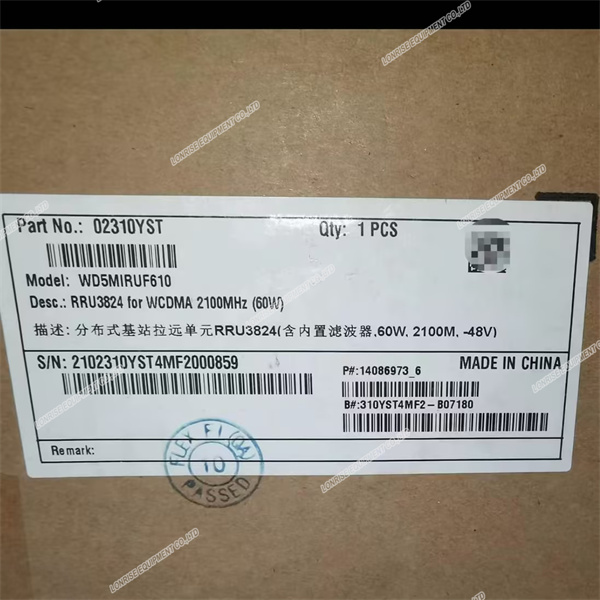 Part No.: 02310YST Qty: 1 PCS
Model: WD5MIRUF610
Desc.: RRU3824 for WCDMA 2100MHz (60W)
描述: 分布式基站拉远单元RRU3824(含内置滤波器,60W, 2100M, -48V)
S/N: 2102310YST4MF2000859
P#:14086973_6 MADE IN CHINA
B#:310YST4MF2-B07180
Remark:
FLEX F1 (QA)
10
PASSED
LONRISE EQUIPMENT CO.,LTD